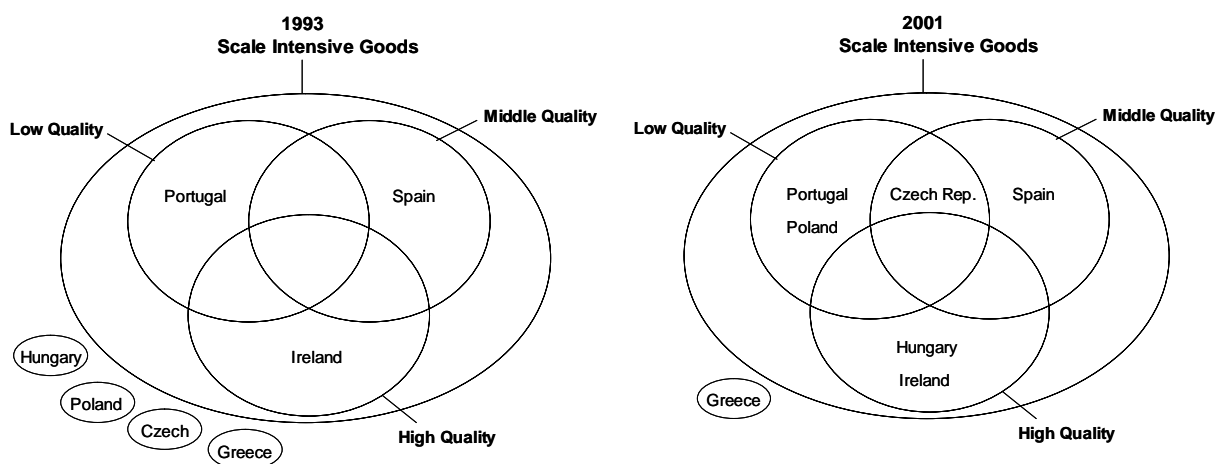 1993
Scale Intensive Goods
Low Quality
Middle Quality
Portugal
Spain
Ireland
Hungary
Poland
Czech
Greece
High Quality
2001
Scale Intensive Goods
Low Quality
Middle Quality
Portugal
Poland
Czech Rep.
Spain
Hungary
Ireland
Greece
High Quality